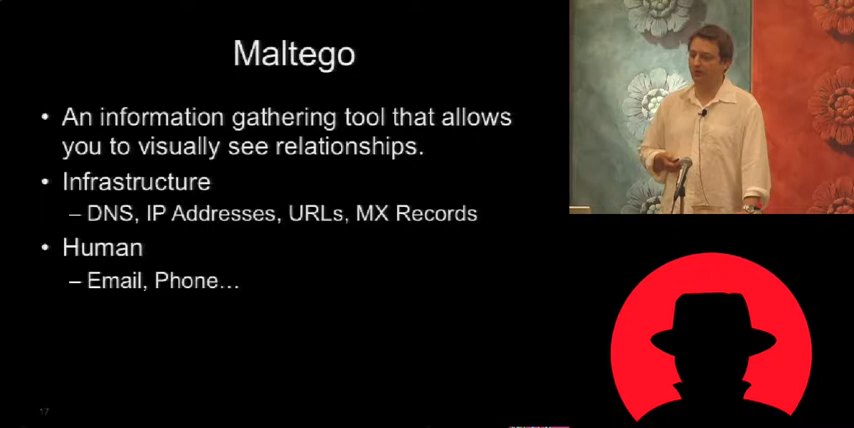 Maltego
• An information gathering tool that allows
you to visually see relationships.
• Infrastructure
– DNS, IP Addresses, URLs, MX Records
• Human
– Email, Phone…
17